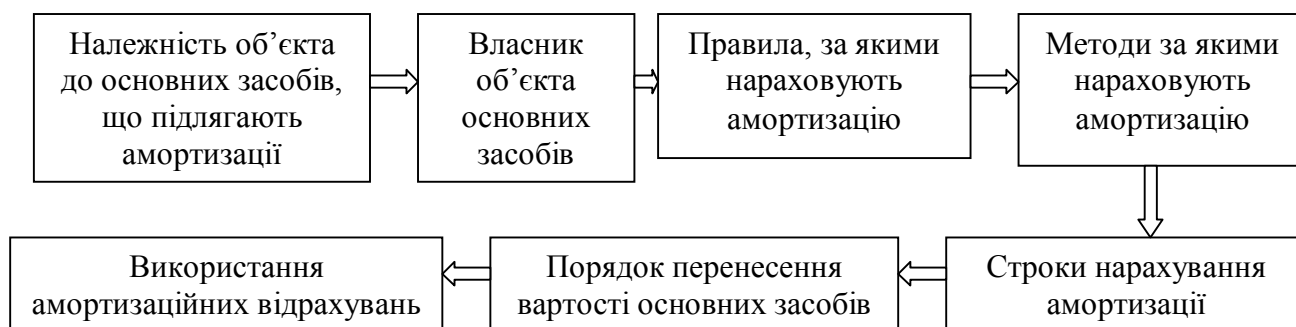 Належність об’єкта
до основних засобів,
що підлягають
амортизації
Власник
об’єкта
основних
засобів
Правила, за якими
нараховують
амортизацію
Методи за якими
нараховують
амортизацію
Строки нарахування
амортизації
Порядок перенесення
вартості основних засобів
Використання
амортизаційних відрахувань